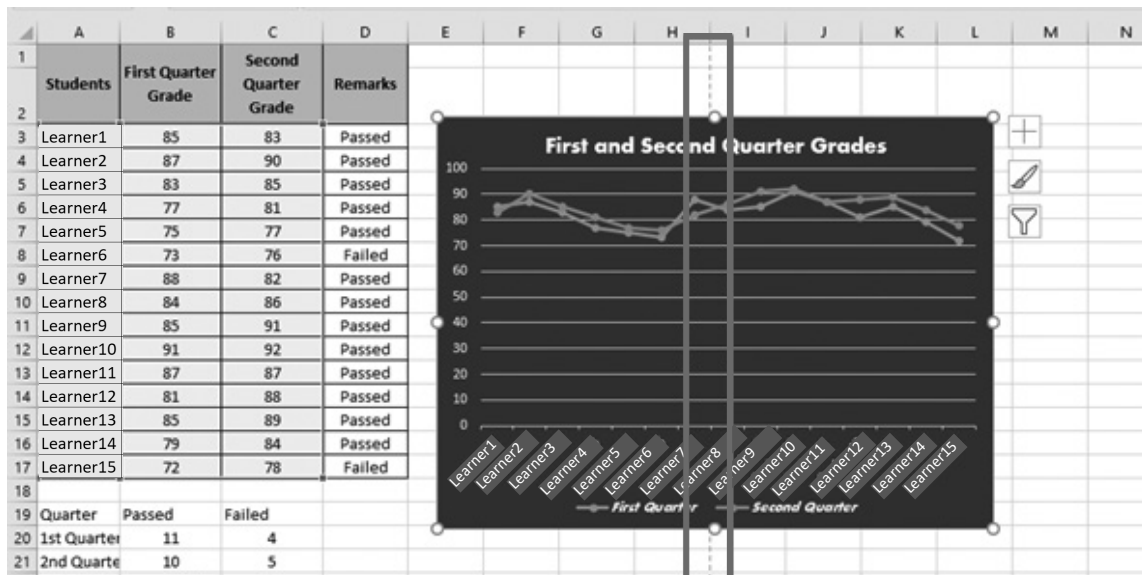 A B C D E F G H I J K L M N
1 Students First Quarter Grade Second Quarter Grade Remarks
2
3 Learner1 85 83 Passed
4 Learner2 87 90 Passed
5 Learner3 83 85 Passed
6 Learner4 77 81 Passed
7 Learner5 75 77 Passed
8 Learner6 73 76 Failed
9 Learner7 88 82 Passed
10 Learner8 84 86 Passed
11 Learner9 85 91 Passed
12 Learner10 91 92 Passed
13 Learner11 87 87 Passed
14 Learner12 81 88 Passed
15 Learner13 85 89 Passed
16 Learner14 79 84 Passed
17 Learner15 72 78 Failed
18
19 Quarter Passed Failed
20 1st Quarter 11 4
21 2nd Quarte 10 5
First and Second Quarter Grades
100
90
80
70
60
50
40
30
20
10
0
Learner1 Learner2 Learner3 Learner4 Learner5 Learner6 Learner7 Learner8 Learner9 Learner10 Learner11 Learner12 Learner13 Learner14 Learner15
First Quarter Second Quarter